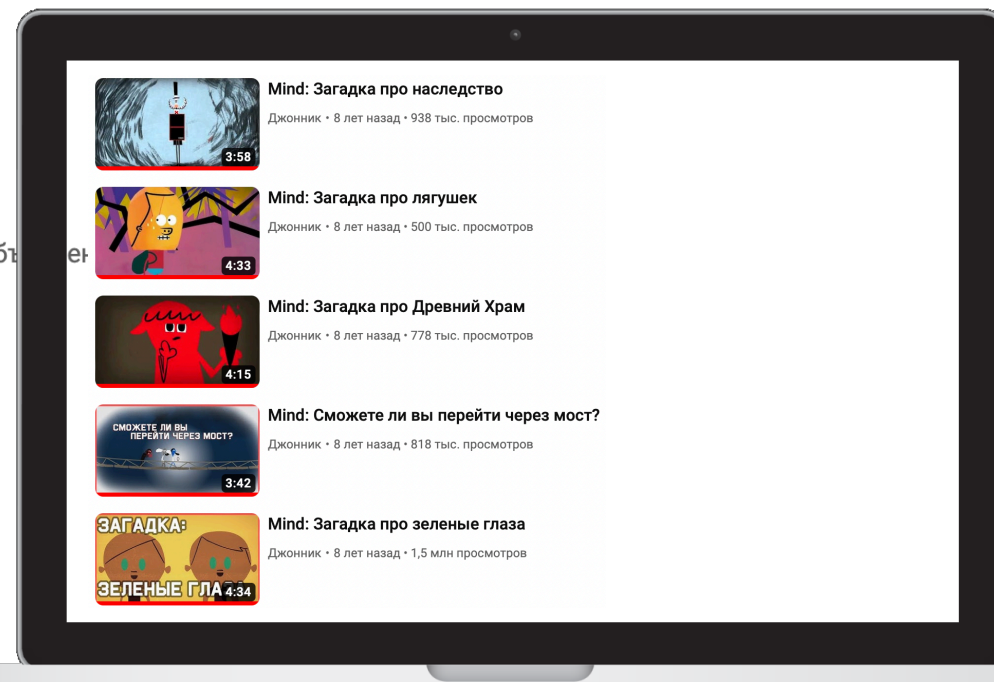 Mind: Загадка про наследство
Джонник • 8 лет назад • 938 тыс. просмотров
3:58
Mind: Загадка про лягушек
Джонник • 8 лет назад • 500 тыс. просмотров
4:33
Mind: Загадка про Древний Храм
Джонник • 8 лет назад • 778 тыс. просмотров
4:15
Mind: Сможете ли вы перейти через мост?
Джонник • 8 лет назад • 818 тыс. просмотров
СМОЖЕТЕ ЛИ ВЫ
ПЕРЕЙТИ ЧЕРЕЗ МОСТ?
3:42
Mind: Загадка про зеленые глаза
Джонник • 8 лет назад • 1,5 млн просмотров
ЗАГАДКА:
ЗЕЛЕНЫЕ
4:34